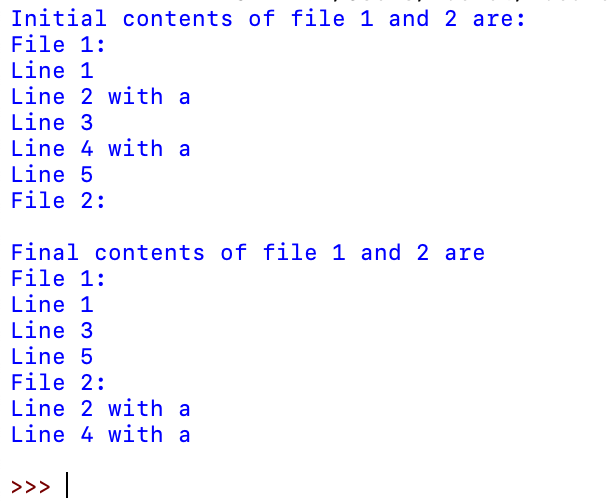 Initial contents of file 1 and 2 are:
File 1:
Line 1
Line 2 with a
Line 3
Line 4 with a
Line 5
File 2:

Final contents of file 1 and 2 are
File 1:
Line 1
Line 3
Line 5
File 2:
Line 2 with a
Line 4 with a

>>>